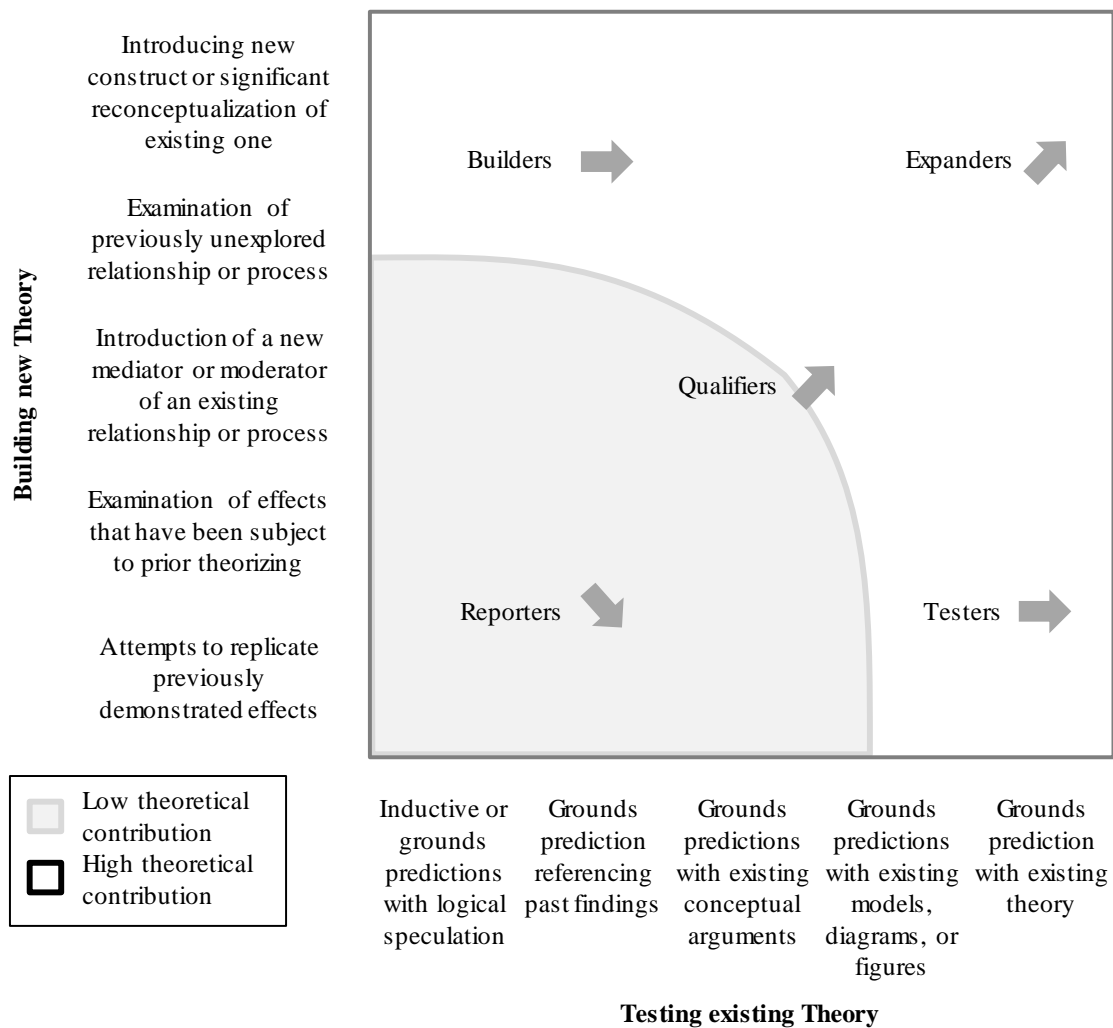 Introducing new
construct or significant
reconceptualization of
existing one
Examination of
previously unexplored
relationship or process
Introduction of a new
mediator or moderator
of an existing
relationship or process
Examination of effects
that have been subject
to prior theorizing
Attempts to replicate
previously
demonstrated effects
Building new Theory
Builders
Expanders
Qualifiers
Reporters
Testers
Low theoretical
contribution
High theoretical
contribution
Inductive or
grounds
predictions
with logical
speculation
Grounds
prediction
referencing
past findings
Grounds
predictions
with existing
conceptual
arguments
Grounds
predictions
with existing
models,
diagrams, or
figures
Grounds
prediction
with existing
theory
Testing existing Theory